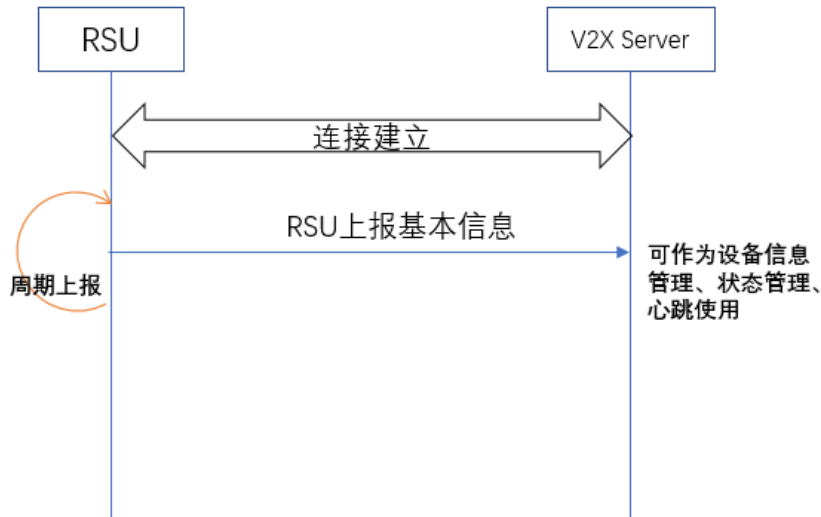 RSU
V2X Server
连接建立
RSU上报基本信息
周期上报
可作为设备信息
管理、状态管理、
心跳使用